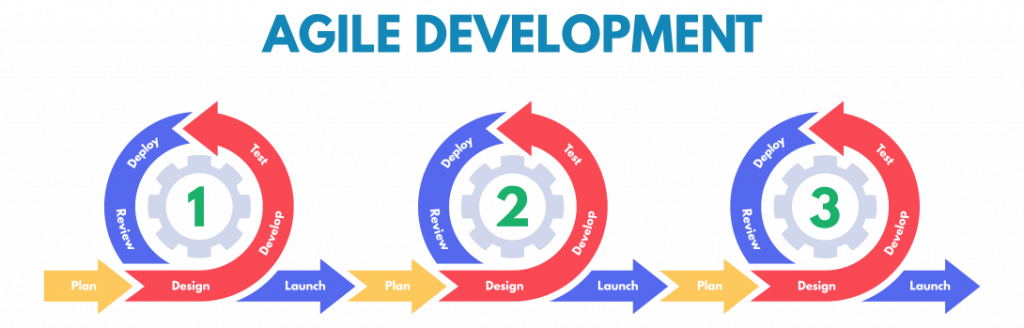 AGILE DEVELOPMENT
Plan
Design
Develop
Test
Deploy
Review
Launch
1
Plan
Design
Develop
Test
Deploy
Review
Launch
2
Plan
Design
Develop
Test
Deploy
Review
Launch
3